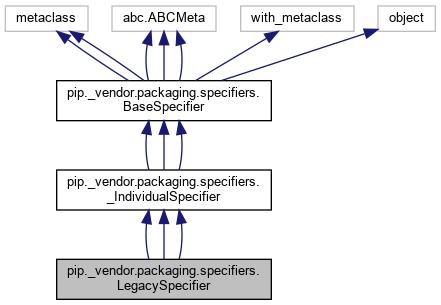 metaclass
abc.ABCMeta
with_metaclass
object
pip._vendor.packaging.specifiers.
BaseSpecifier
pip._vendor.packaging.specifiers.
_IndividualSpecifier
pip._vendor.packaging.specifiers.
LegacySpecifier